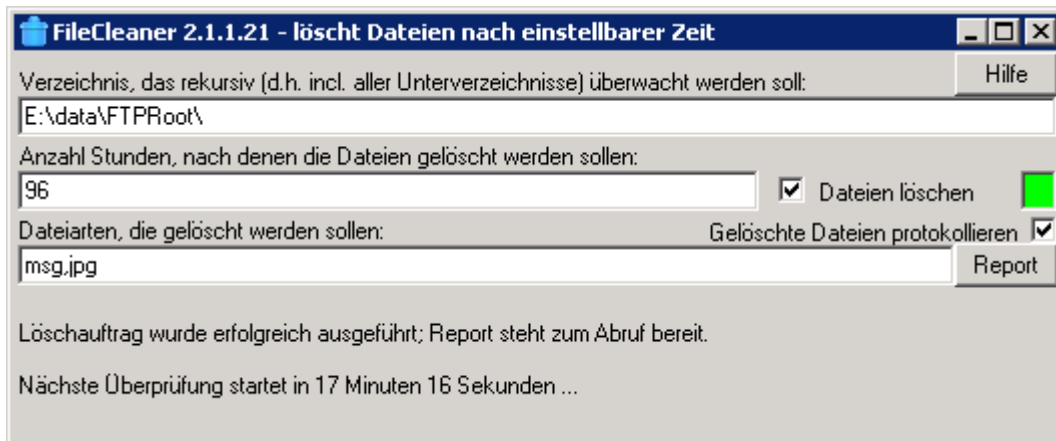 FileCleaner 2.1.1.21 - löscht Dateien nach einstellbarer Zeit
Verzeichnis, das rekursiv (d.h. incl. aller Unterverzeichnisse) überwacht werden soll:
Hilfe
E:\data\FTPRoot\
Anzahl Stunden, nach denen die Dateien gelöscht werden sollen:
96
Dateien löschen
Dateiarten, die gelöscht werden sollen:
Gelöschte Dateien protokollieren
msg,jpg
Report
Löschauftrag wurde erfolgreich ausgeführt; Report steht zum Abruf bereit.
Nächste Überprüfung startet in 17 Minuten 16 Sekunden ...